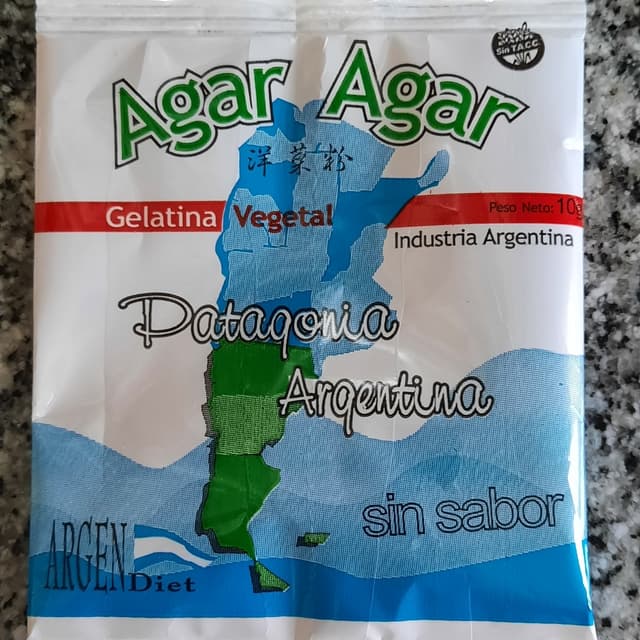 Sin T.A.C.C.
Agar Agar
洋菜粉
Gelatina Vegetal
Peso Neto: 10g
Industria Argentina
Patagonia
Argentina
sin sabor
ARGEN
Diet